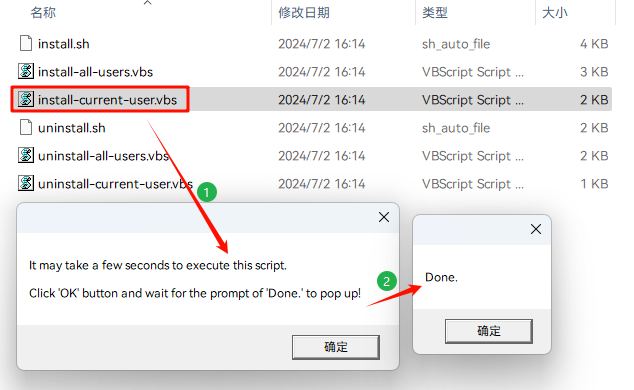 名称 修改日期 类型 大小
install.sh 2024/7/2 16:14 sh_auto_file 4 KB
install-all-users.vbs 2024/7/2 16:14 VBScript Script ... 3 KB
install-current-user.vbs 2024/7/2 16:14 VBScript Script ... 2 KB
uninstall.sh 2024/7/2 16:14 sh_auto_file 2 KB
uninstall-all-users.vbs 2024/7/2 16:14 VBScript Script ... 2 KB
uninstall-current-user.vbs 2024/7/2 16:14 VBScript Script ... 1 KB
1
It may take a few seconds to execute this script.
Click 'OK' button and wait for the prompt of 'Done.' to pop up!
确定
2
Done.
确定